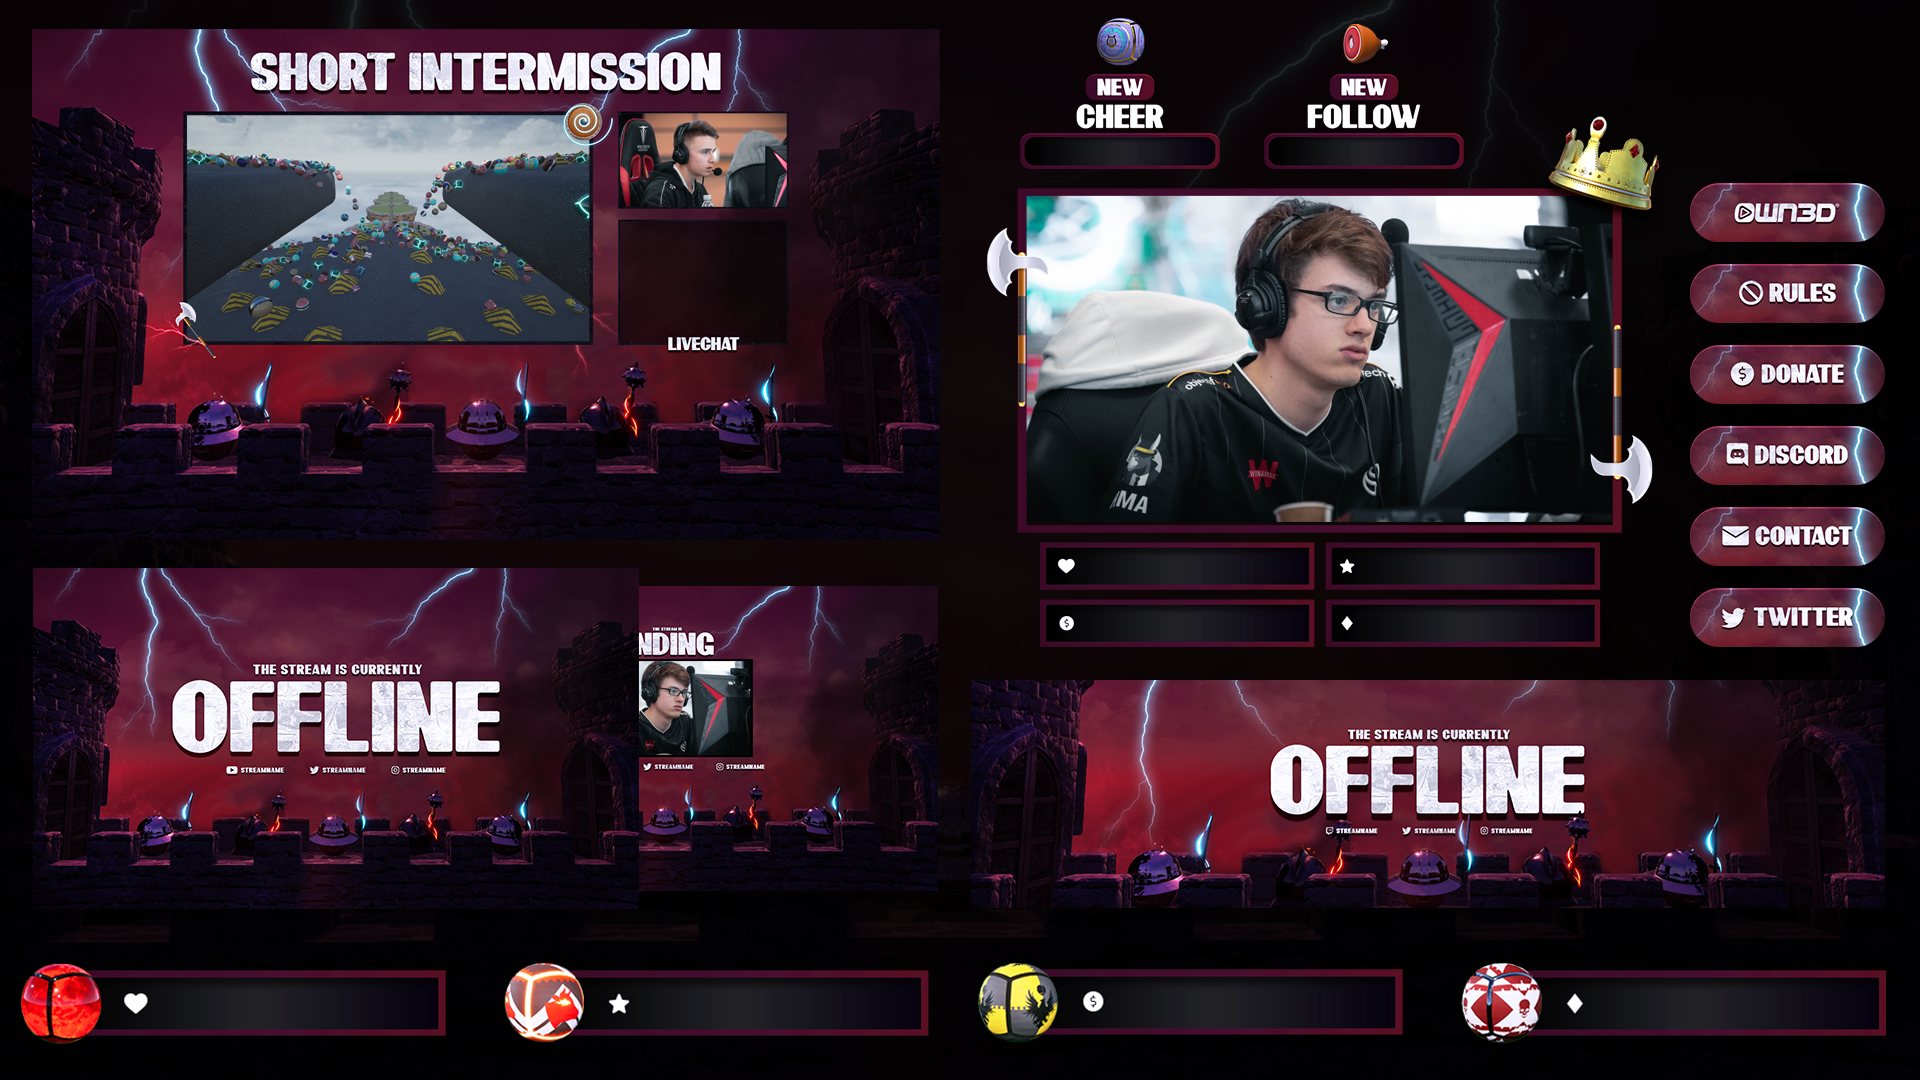 SHORT INTERMISSION
LIVECHAT
NEW
CHEER
NEW
FOLLOW
OWN3D
RULES
DONATE
DISCORD
CONTACT
TWITTER
WINAMAX
THE STREAM IS CURRENTLY
OFFLINE
STREAMNAME STREAMNAME STREAMNAME
THE STREAM IS
NDING
STREAMNAME STREAMNAME
THE STREAM IS CURRENTLY
OFFLINE
STREAMNAME STREAMNAME STREAMNAME